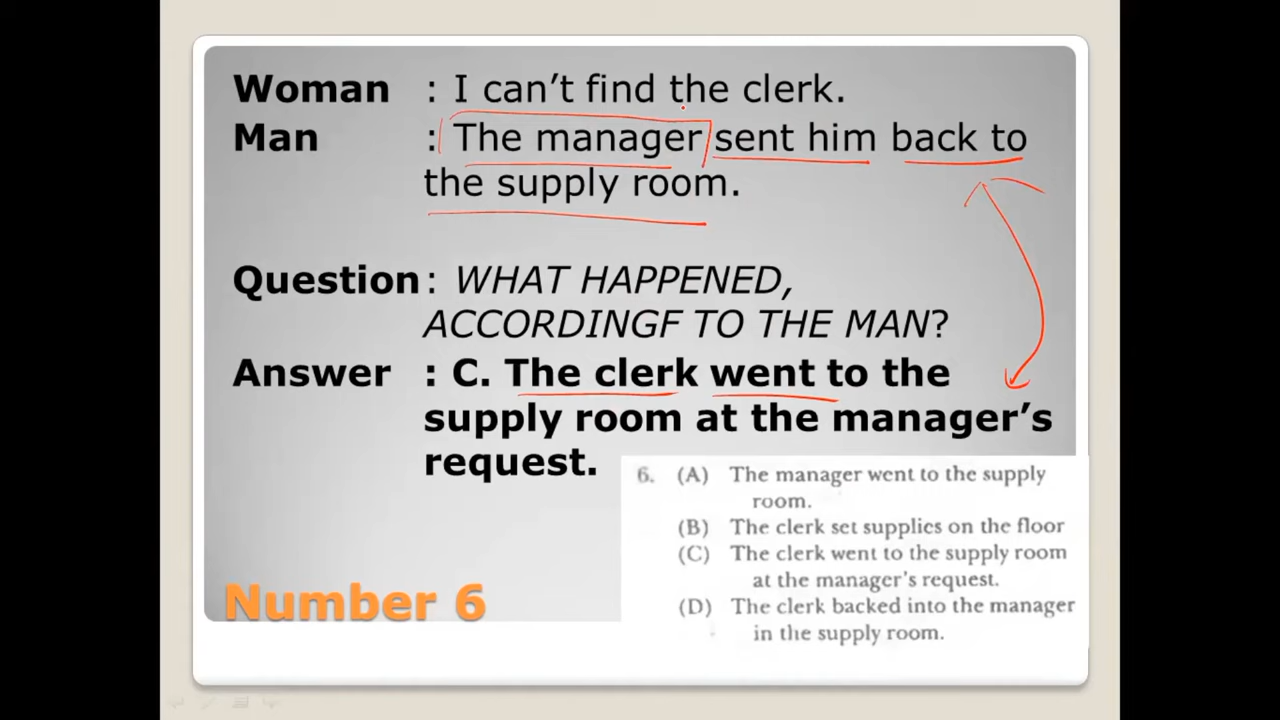 Woman : I can't find the clerk.
Man : The manager sent him back to
the supply room.
Question : WHAT HAPPENED,
ACCORDINGF TO THE MAN?
Answer : C. The clerk went to the
supply room at the manager's
request.
6. (A) The manager went to the supply
room.
(B) The clerk set supplies on the floor
(C) The clerk went to the supply room
at the manager's request.
(D) The clerk backed into the manager
in the supply room.
Number 6